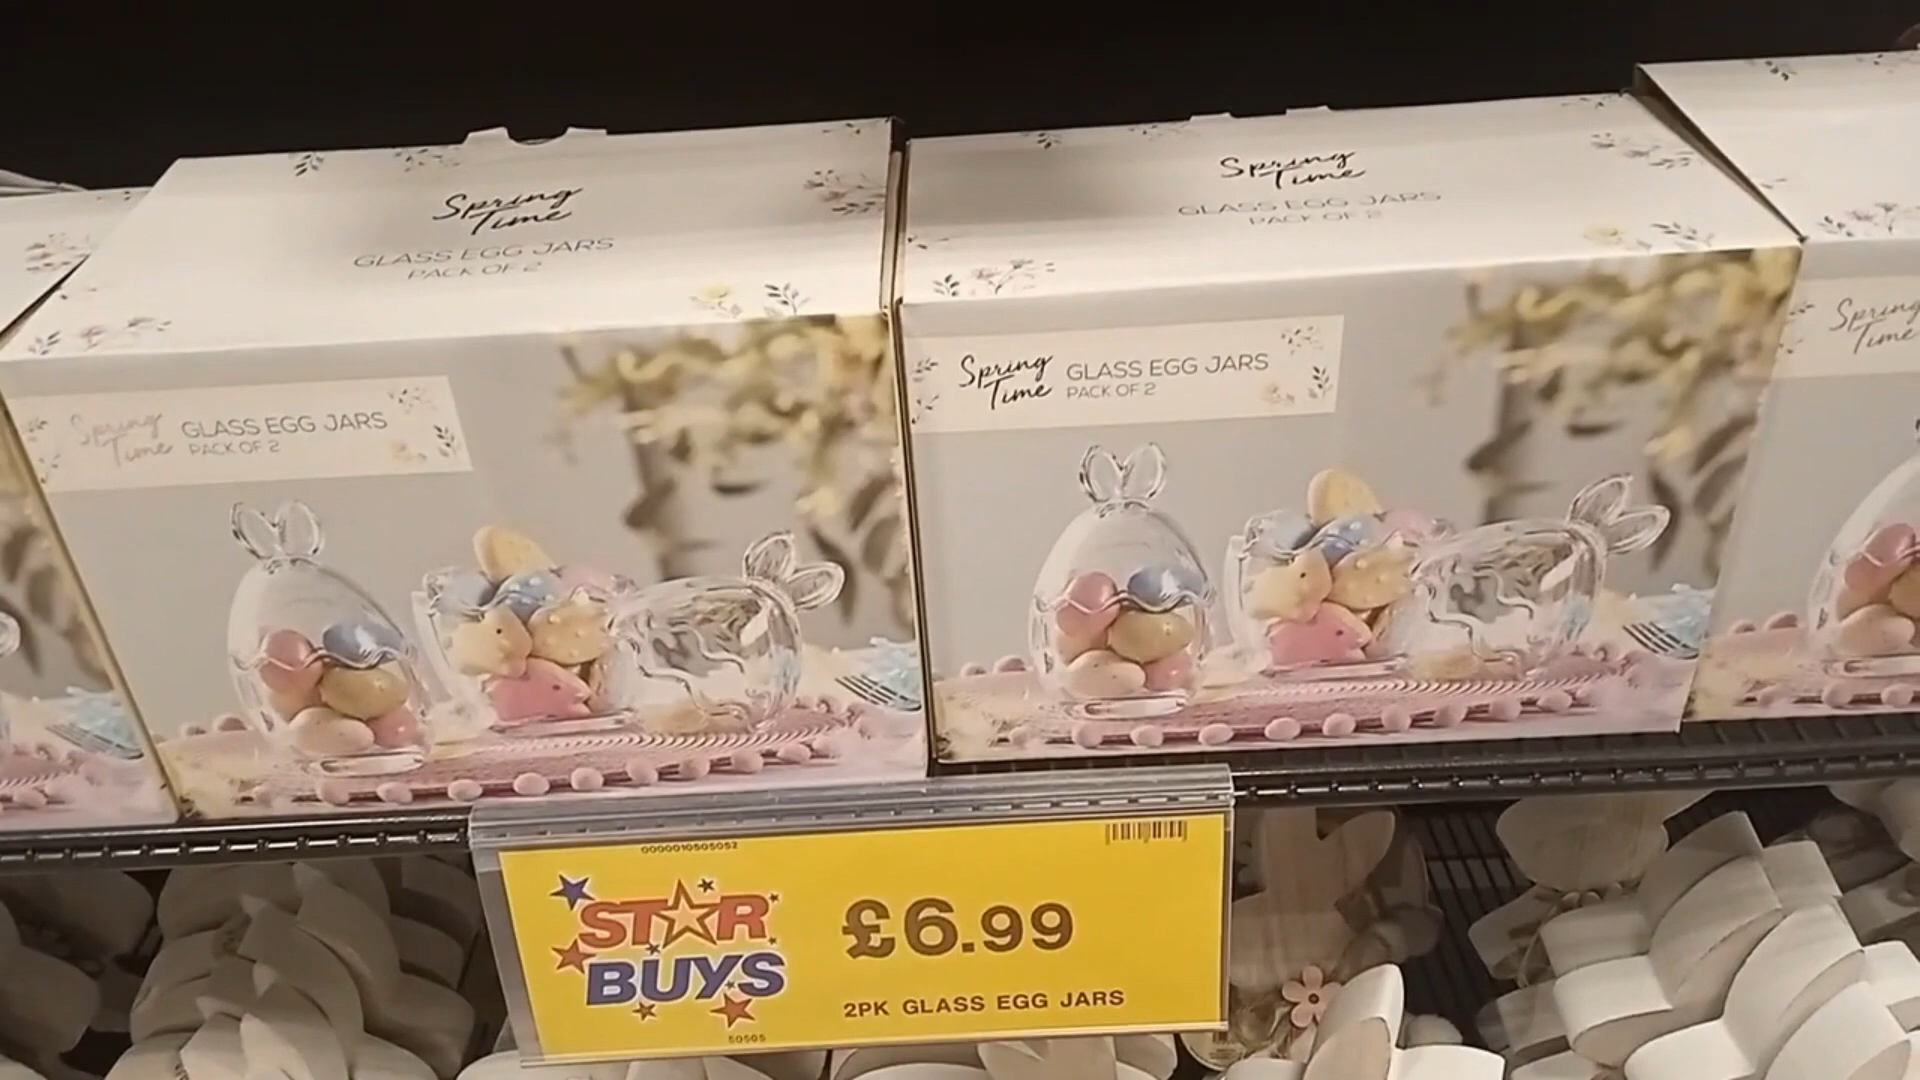 Spring
Time
GLASS EGG JARS
PACK OF 2
Spring
Time
GLASS EGG JARS
PACK OF 2
Spring
Time
GLASS EGG JARS
PACK OF 2
Spring
Time
GLASS EGG JARS
PACK OF 2
Spring
Time
0000010505052
STAR
BUYS
£6.99
2PK GLASS EGG JARS
50505